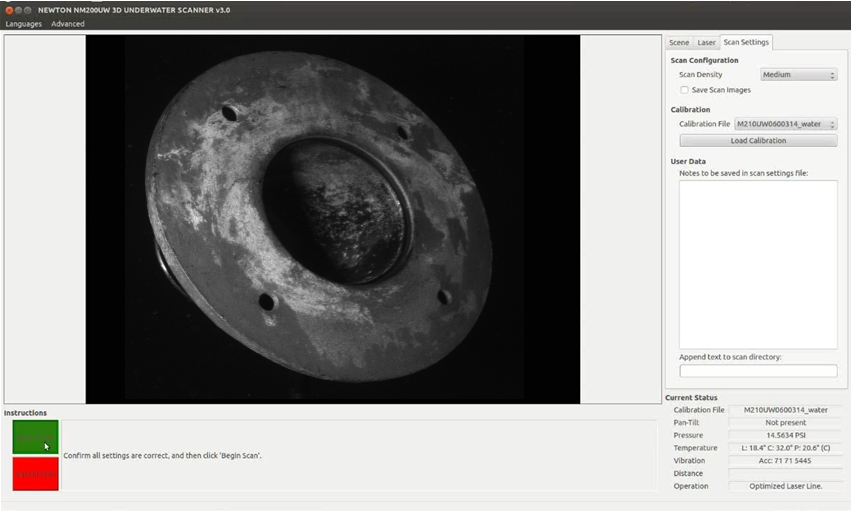 NEWTON NM200UW 3D UNDERWATER SCANNER v3.0
Languages Advanced
Scene Laser Scan Settings
Scan Configuration
Scan Density Medium
Save Scan Images
Calibration
Calibration File M210UW0600314_water
Load Calibration
User Data
Notes to be saved in scan settings file:
Append text to scan directory:
Instructions
Confirm all settings are correct, and then click 'Begin Scan'.
Current Status
Calibration File M210UW0600314_water
Pan-Tilt Not present
Pressure 14.5634 PSI
Temperature L: 18.4° C: 32.0° P: 20.6° (C)
Vibration Acc: 71 71 5445
Distance
Operation Optimized Laser Line.